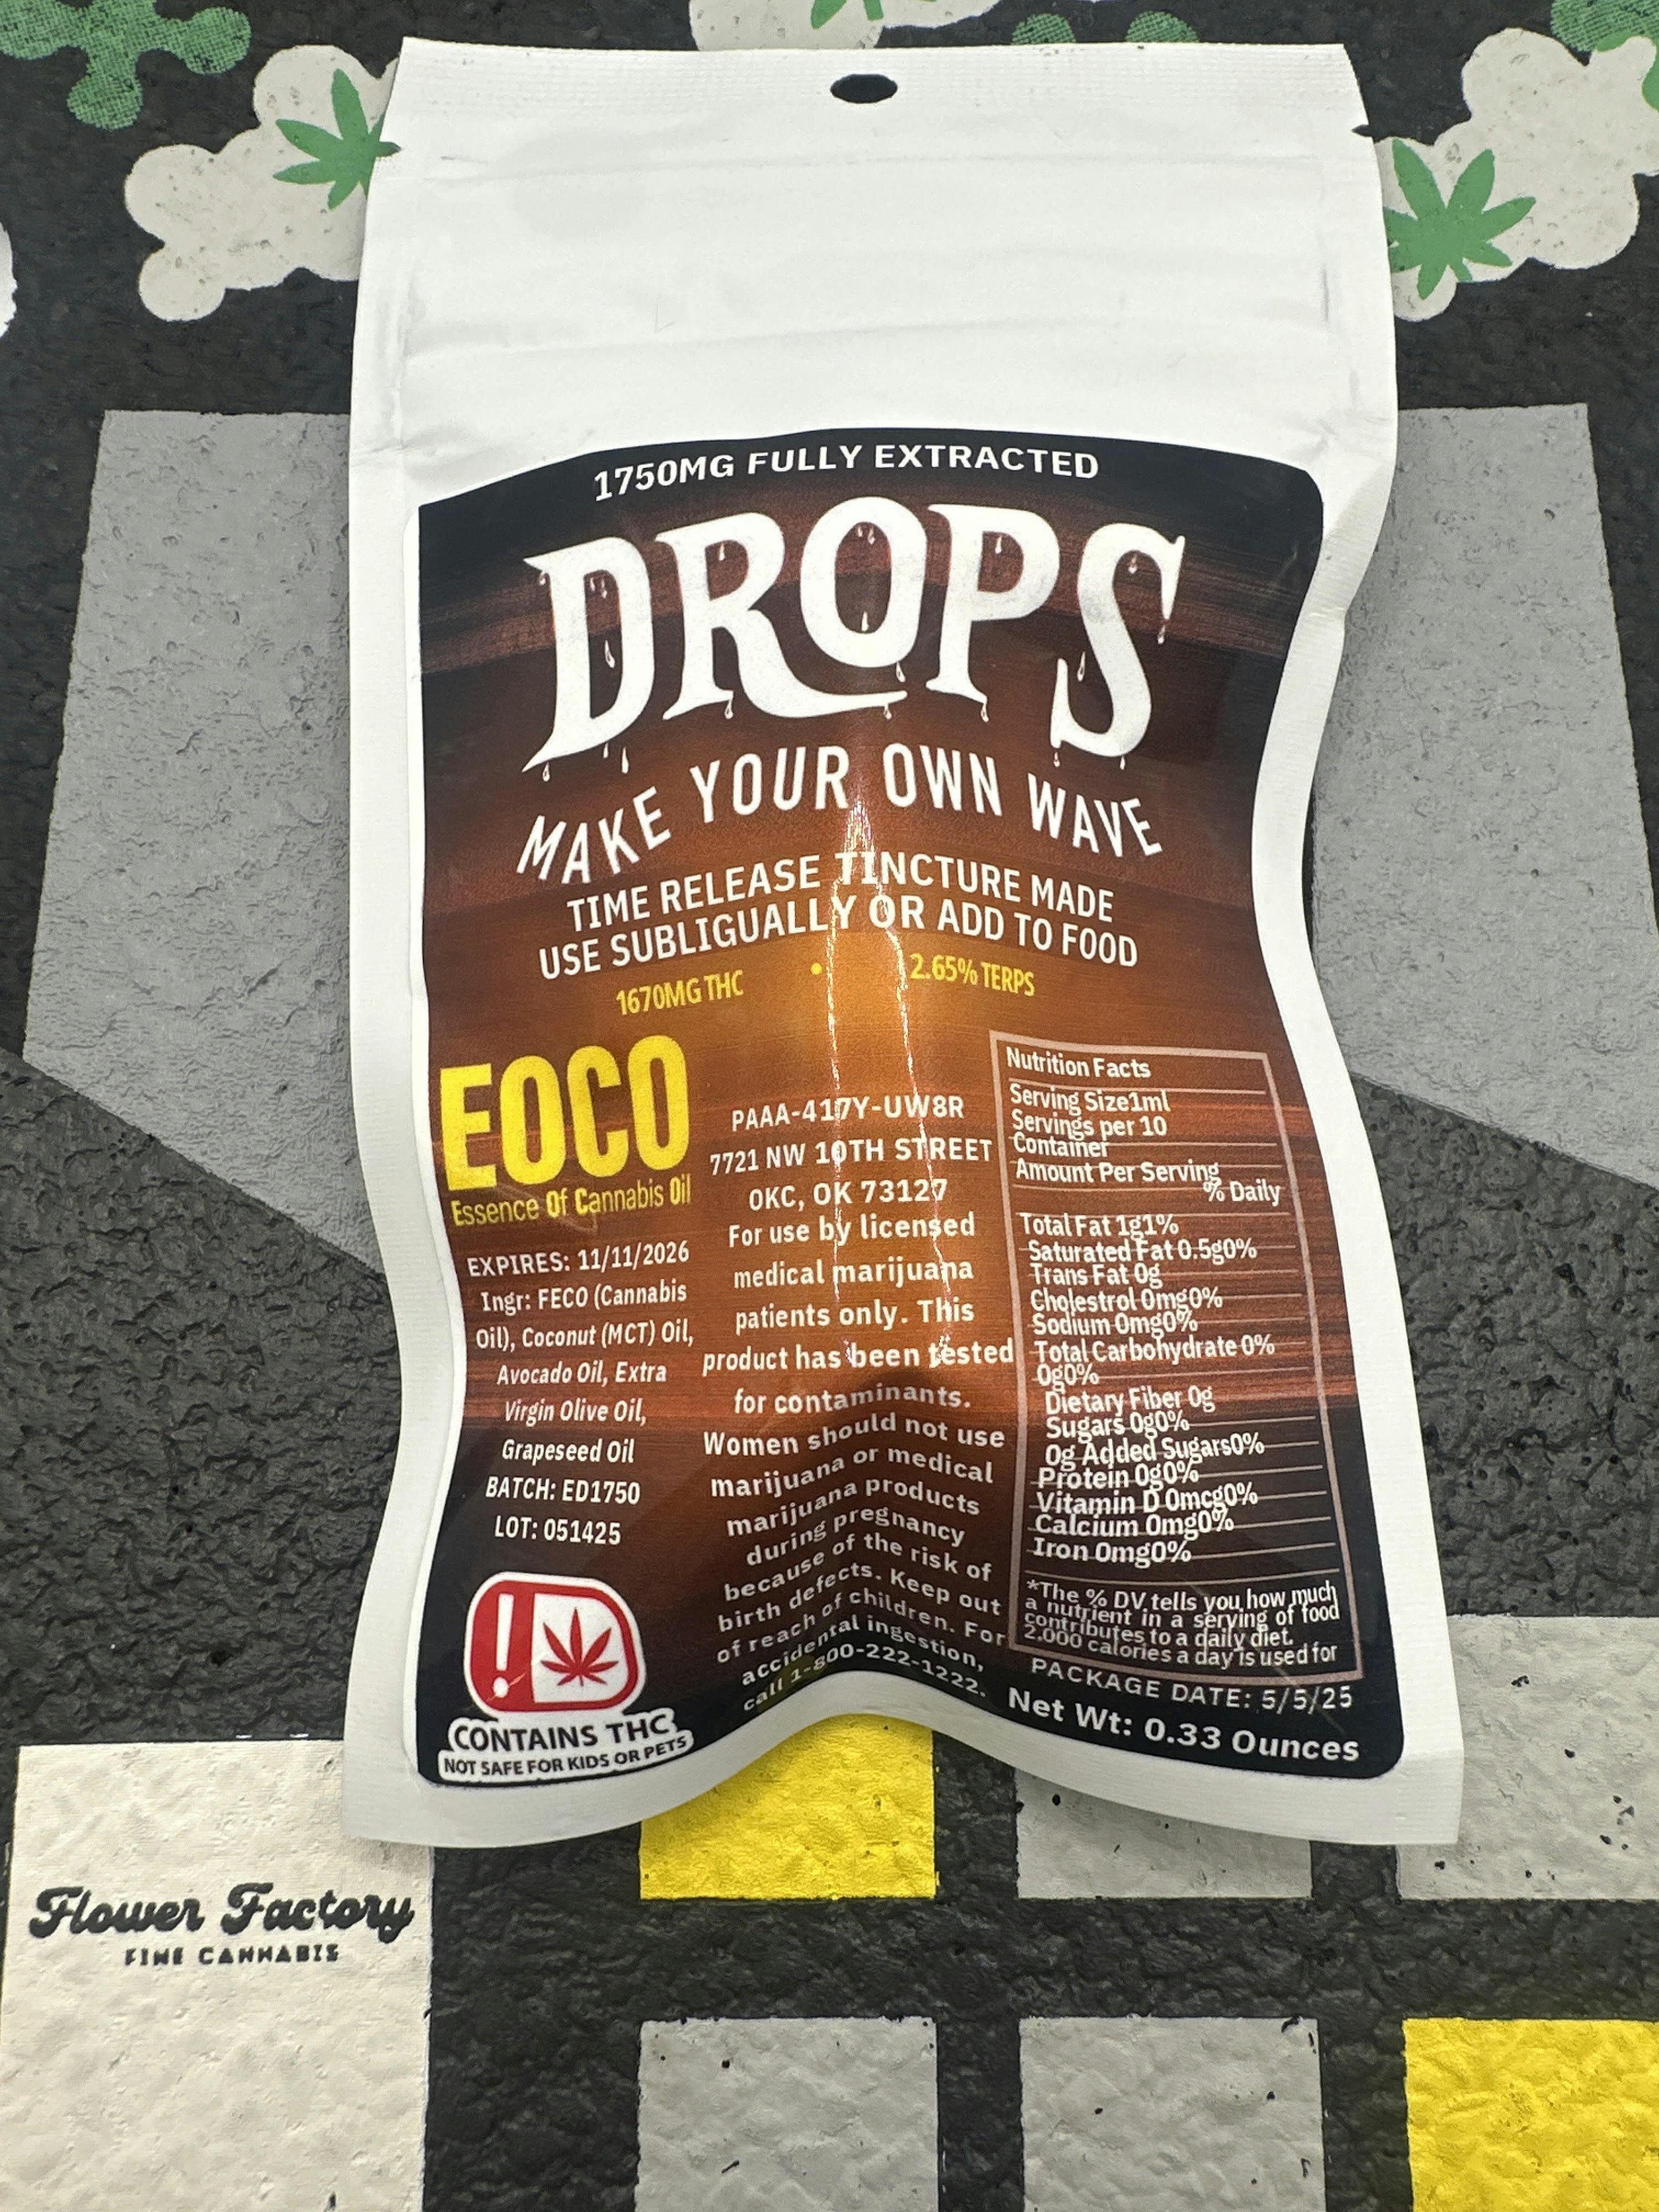 1750MG FULLY EXTRACTED
DROPS
MAKE YOUR OWN WAVE
TIME RELEASE TINCTURE MADE
USE SUBLIGUALLY OR ADD TO FOOD
1670MG THC • 2.65% TERPS
EOCO
Essence Of Cannabis Oil
EXPIRES: 11/11/2026
Ingr: FECO (Cannabis
Oil), Coconut (MCT) Oil,
Avocado Oil, Extra
Virgin Olive Oil,
Grapeseed Oil
BATCH: ED1750
LOT: 051425
CONTAINS THC
NOT SAFE FOR KIDS OR PETS
PAAA-417Y-UW8R
7721 NW 10TH STREET
OKC, OK 73127
For use by licensed
medical marijuana
patients only. This
product has been tested
for contaminants.
Women should not use
marijuana or medical
marijuana products
during pregnancy
because of the risk of
birth defects. Keep out
of reach of children. For
accidental ingestion,
call 1-800-222-1222.
Nutrition Facts
Serving Size1ml
Servings per 10
Container
Amount Per Serving
% Daily
Total Fat 1g1%
Saturated Fat 0.5g0%
Trans Fat 0g
Cholestrol 0mg0%
Sodium 0mg0%
Total Carbohydrate 0%
0g0%
Dietary Fiber 0g
Sugars 0g0%
0g Added Sugars0%
Protein 0g0%
Vitamin D 0mcg0%
Calcium 0mg0%
Iron 0mg0%
*The % DV tells you how much
a nutrient in a serving of food
contributes to a daily diet.
2,000 calories a day is used for
PACKAGE DATE: 5/5/25
Net Wt: 0.33 Ounces
Flower Factory
FINE CANNABIS